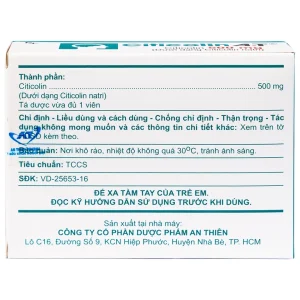 Citicolin AT
Thành phần:
Citicolin 500 mg
(Dưới dạng Citicolin natri)
Tá dược vừa đủ 1 viên
Chỉ định - Liều dùng và cách dùng - Chống chỉ định - Thận trọng - Tác
dụng không mong muốn và các thông tin chi tiết khác: Xem trên tờ
HDSD kèm theo.
Bảo quản: Nơi khô ráo, nhiệt độ không quá 30°C, tránh ánh sáng.
Tiêu chuẩn: TCCS
SĐK: VD-25653-16
ĐỂ XA TẦM TAY CỦA TRẺ EM.
ĐỌC KỸ HƯỚNG DẪN SỬ DỤNG TRƯỚC KHI DÙNG.
Sản xuất tại nhà máy:
CÔNG TY CỔ PHẦN DƯỢC PHẨM AN THIÊN
Lô C16, Đường Số 9, KCN Hiệp Phước, Huyện Nhà Bè, TP. HCM